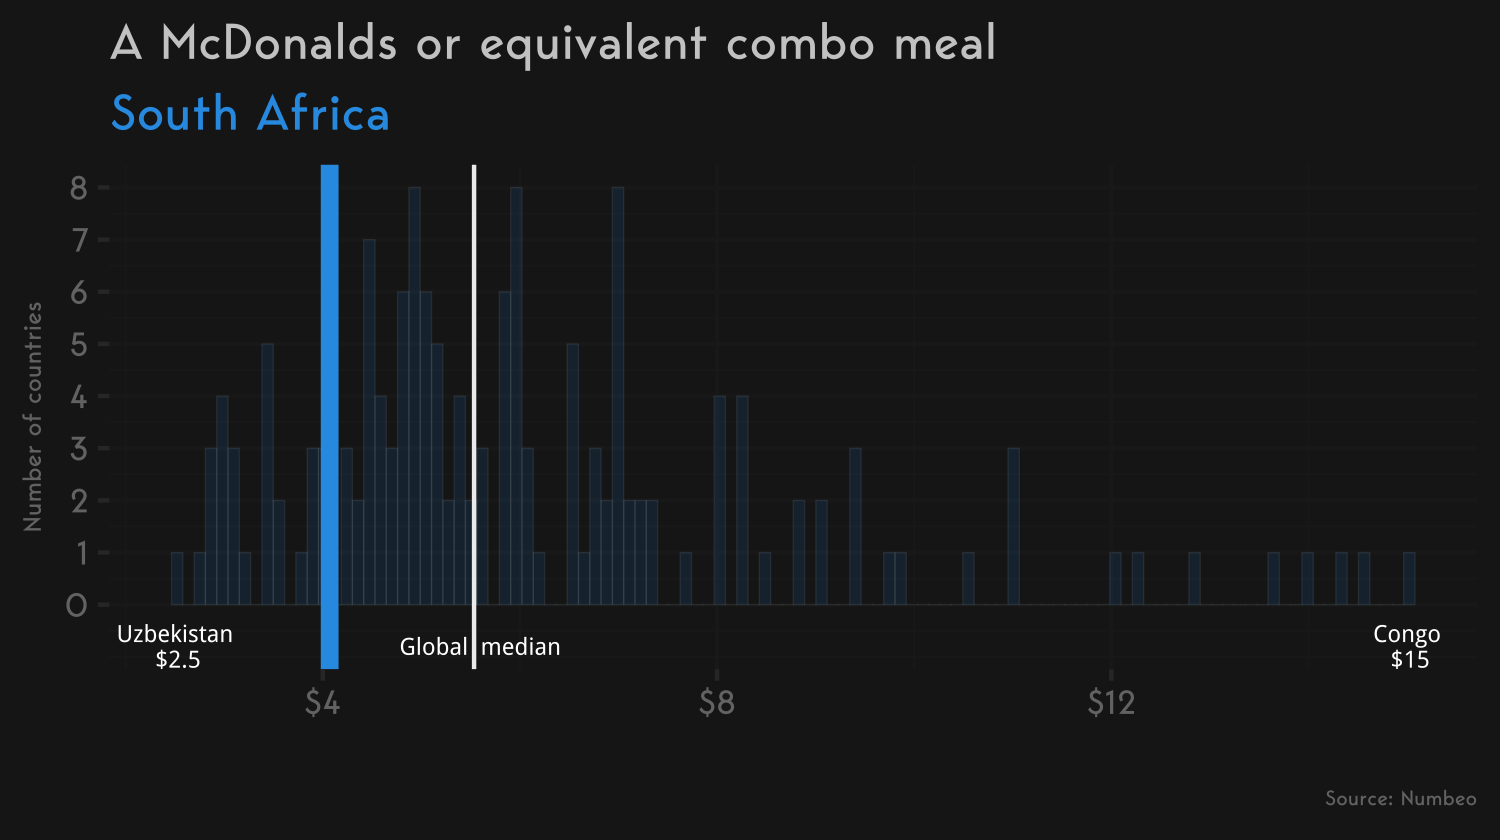 A McDonalds or equivalent combo meal
South Africa
Number of countries
8
7
6
5
4
3
2
1
0
Uzbekistan
$2.5
Global median
Congo
$15
$4
$8
$12
Source: Numbeo